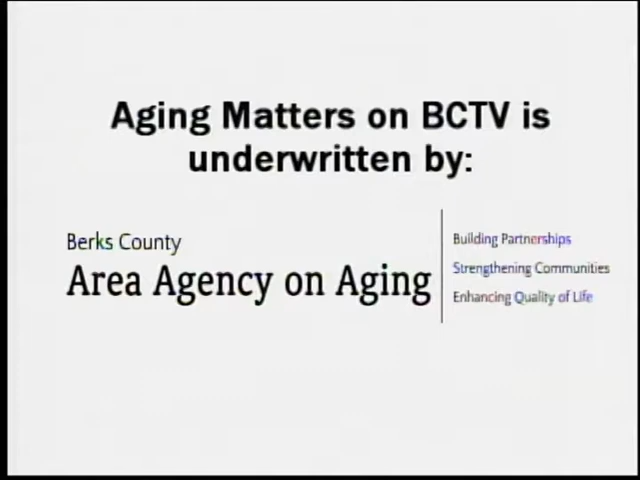 Aging Matters on BCTV is
underwritten by:
Berks County
Area Agency on Aging
Building Partnerships
Strengthening Communities
Enhancing Quality of Life